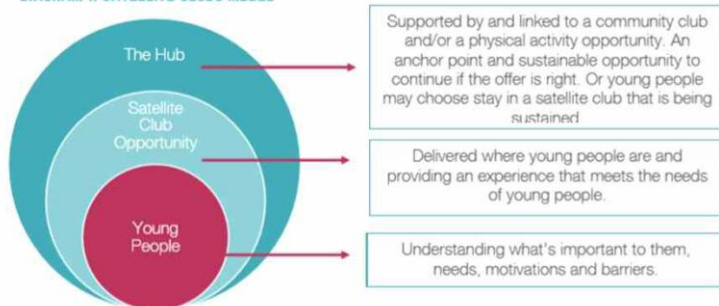 The Hub
Supported by and linked to a community club
and/or a physical activity opportunity. An
anchor point and sustainable opportunity to
continue if the offer is right. Or young people
may choose stay in a satellite club that is being
sustained
Satellite
Club
Opportunity
Delivered where young people are and
providing an experience that meets the needs
of young people.
Young
People
Understanding what's important to them,
needs, motivations and barriers.